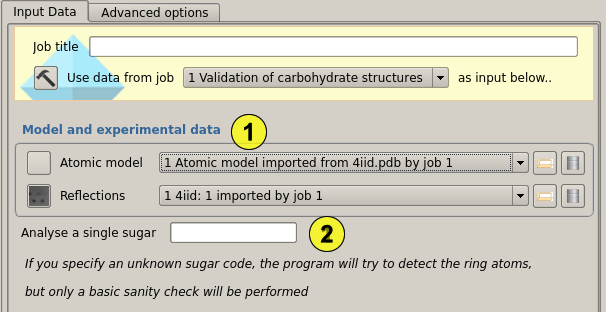 Input Data Advanced options
Job title
Use data from job 1 Validation of carbohydrate structures as input below..
Model and experimental data 1
Atomic model 1 Atomic model imported from 4iid.pdb by job 1
Reflections 1 4iid: 1 imported by job 1
Analyse a single sugar 2
If you specify an unknown sugar code, the program will try to detect the ring atoms,
but only a basic sanity check will be performed